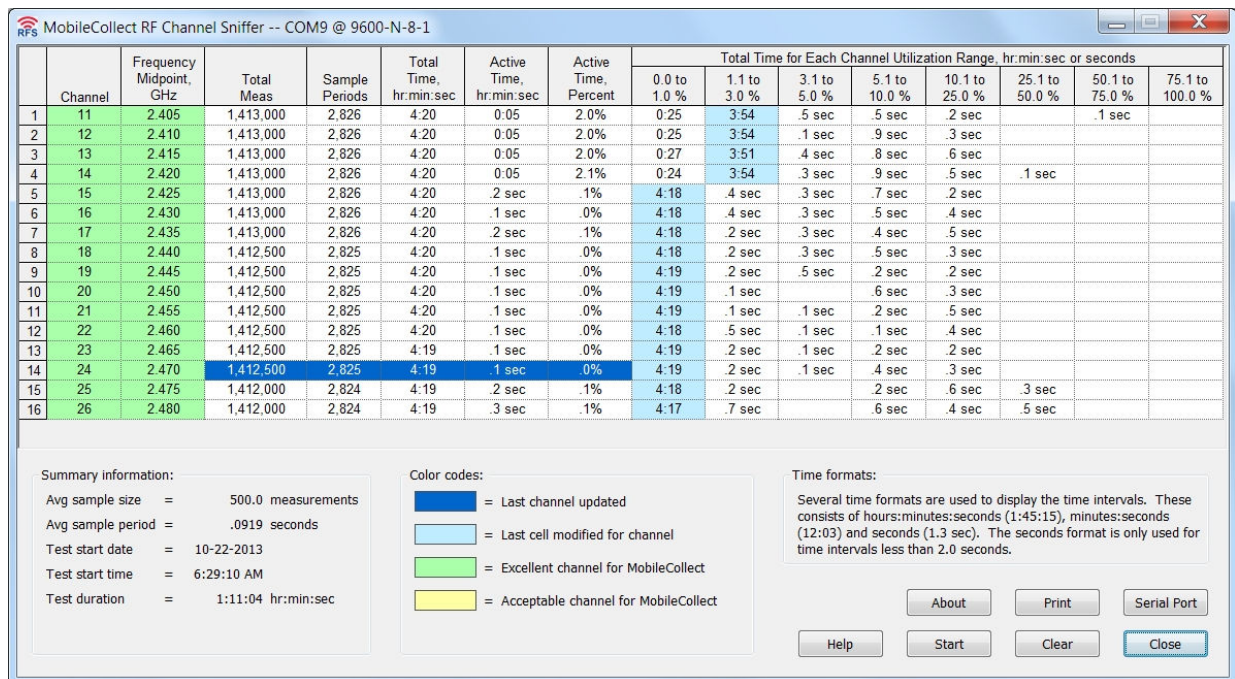 RFS MobileCollect RF Channel Sniffer -- COM9 @ 9600-N-8-1
Channel Frequency Midpoint, GHz Total Meas Sample Periods Total Time, hr:min:sec Active Time, hr:min:sec Active Time, Percent Total Time for Each Channel Utilization Range, hr:min:sec or seconds
0.0 to 1.0 % 1.1 to 3.0 % 3.1 to 5.0 % 5.1 to 10.0 % 10.1 to 25.0 % 25.1 to 50.0 % 50.1 to 75.0 % 75.1 to 100.0 %
1 11 2.405 1,413,000 2,826 4:20 0:05 2.0% 0:25 3:54 .5 sec .5 sec .2 sec .1 sec
2 12 2.410 1,413,000 2,826 4:20 0:05 2.0% 0:25 3:54 .1 sec .9 sec .3 sec
3 13 2.415 1,413,000 2,826 4:20 0:05 2.0% 0:27 3:51 .4 sec .8 sec .6 sec
4 14 2.420 1,413,000 2,826 4:20 0:05 2.1% 0:24 3:54 .3 sec .9 sec .5 sec .1 sec
5 15 2.425 1,413,000 2,826 4:20 .2 sec .1% 4:18 .4 sec .3 sec .7 sec .2 sec
6 16 2.430 1,413,000 2,826 4:20 .1 sec .0% 4:18 .4 sec .3 sec .5 sec .4 sec
7 17 2.435 1,413,000 2,826 4:20 .2 sec .1% 4:18 .2 sec .3 sec .4 sec .5 sec
8 18 2.440 1,412,500 2,825 4:20 .1 sec .0% 4:18 .2 sec .3 sec .5 sec .3 sec
9 19 2.445 1,412,500 2,825 4:20 .1 sec .0% 4:19 .2 sec .5 sec .2 sec .2 sec
10 20 2.450 1,412,500 2,825 4:20 .1 sec .0% 4:19 .1 sec .6 sec .3 sec
11 21 2.455 1,412,500 2,825 4:20 .1 sec .0% 4:19 .1 sec .1 sec .2 sec .5 sec
12 22 2.460 1,412,500 2,825 4:20 .1 sec .0% 4:18 .5 sec .1 sec .1 sec .4 sec
13 23 2.465 1,412,500 2,825 4:19 .1 sec .0% 4:19 .2 sec .1 sec .2 sec .2 sec
14 24 2.470 1,412,500 2,825 4:19 .1 sec .0% 4:19 .2 sec .1 sec .4 sec .3 sec
15 25 2.475 1,412,000 2,824 4:19 .2 sec .1% 4:18 .2 sec .2 sec .6 sec .3 sec
16 26 2.480 1,412,000 2,824 4:19 .3 sec .1% 4:17 .7 sec .6 sec .4 sec .5 sec
Summary information:
Avg sample size = 500.0 measurements
Avg sample period = .0919 seconds
Test start date = 10-22-2013
Test start time = 6:29:10 AM
Test duration = 1:11:04 hr:min:sec
Color codes:
= Last channel updated
= Last cell modified for channel
= Excellent channel for MobileCollect
= Acceptable channel for MobileCollect
Time formats:
Several time formats are used to display the time intervals. These
consists of hours:minutes:seconds (1:45:15), minutes:seconds
(12:03) and seconds (1.3 sec). The seconds format is only used for
time intervals less than 2.0 seconds.
About Print Serial Port
Help Start Clear Close